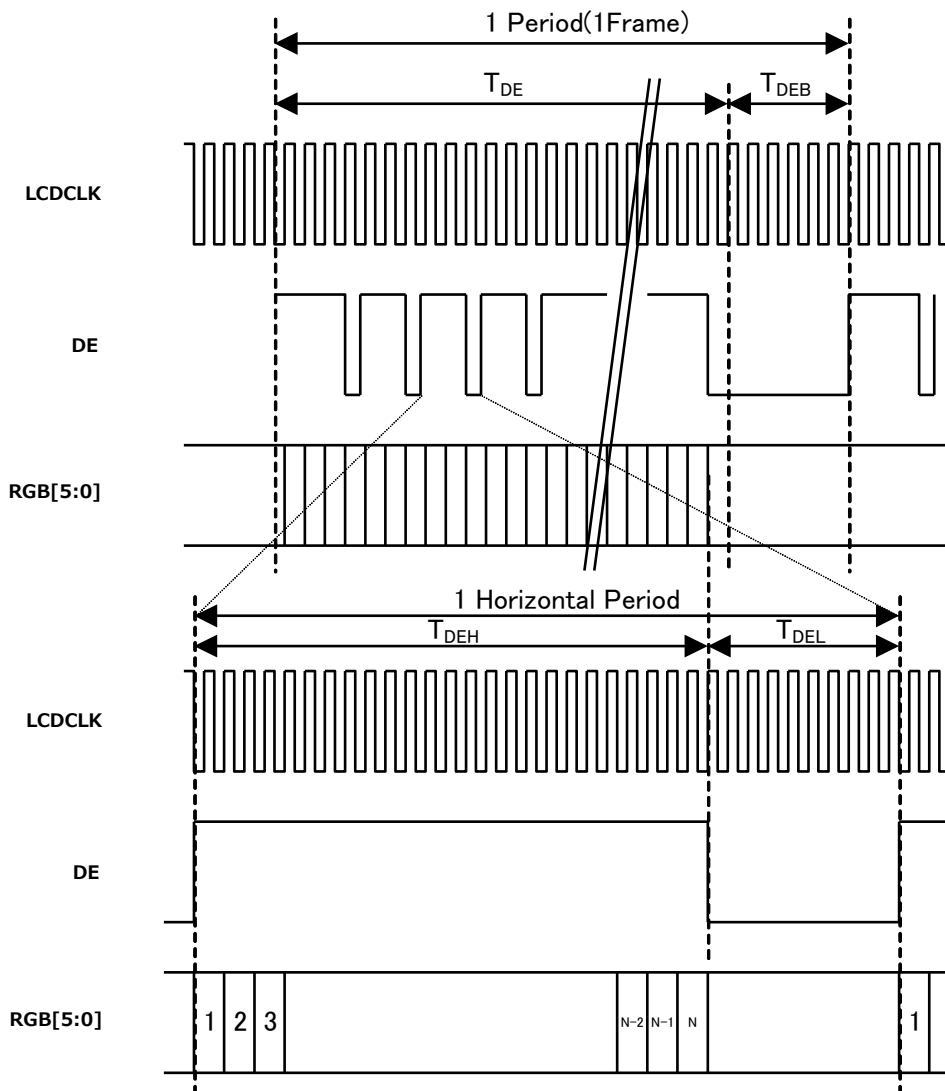 1 Period(1Frame)
TDE
TDEB
LCDCLK
DE
RGB[5:0]
1 Horizontal Period
TDEH
TDEL
LCDCLK
DE
RGB[5:0]
1 2 3 N-2 N-1 N 1